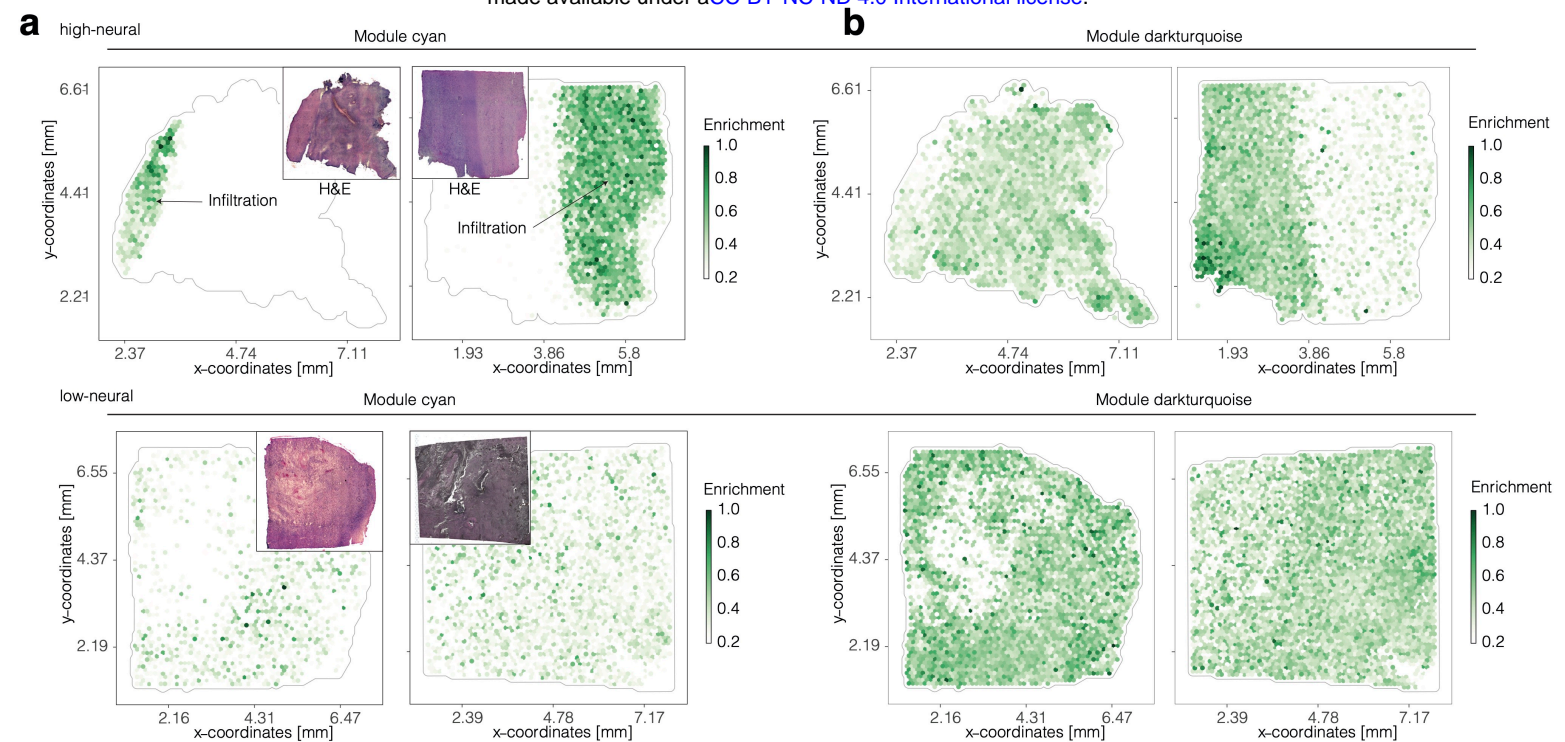 made available under aCC-BY-NC-ND 4.0 International license.
a
b
high-neural
Module cyan
Module darkturquoise
y-coordinates [mm]
6.61
4.41
2.21
H&E
Infiltration
2.37 4.74 7.11
x-coordinates [mm]
H&E
Infiltration
1.93 3.86 5.8
x-coordinates [mm]
Enrichment
1.0
0.8
0.6
0.4
0.2
y-coordinates [mm]
6.61
4.41
2.21
2.37 4.74 7.11
x-coordinates [mm]
1.93 3.86 5.8
x-coordinates [mm]
Enrichment
1.0
0.8
0.6
0.4
0.2
low-neural
Module cyan
Module darkturquoise
y-coordinates [mm]
6.55
4.37
2.19
2.16 4.31 6.47
x-coordinates [mm]
2.39 4.78 7.17
x-coordinates [mm]
Enrichment
1.0
0.8
0.6
0.4
0.2
y-coordinates [mm]
6.55
4.37
2.19
2.16 4.31 6.47
x-coordinates [mm]
2.39 4.78 7.17
x-coordinates [mm]
Enrichment
1.0
0.8
0.6
0.4
0.2